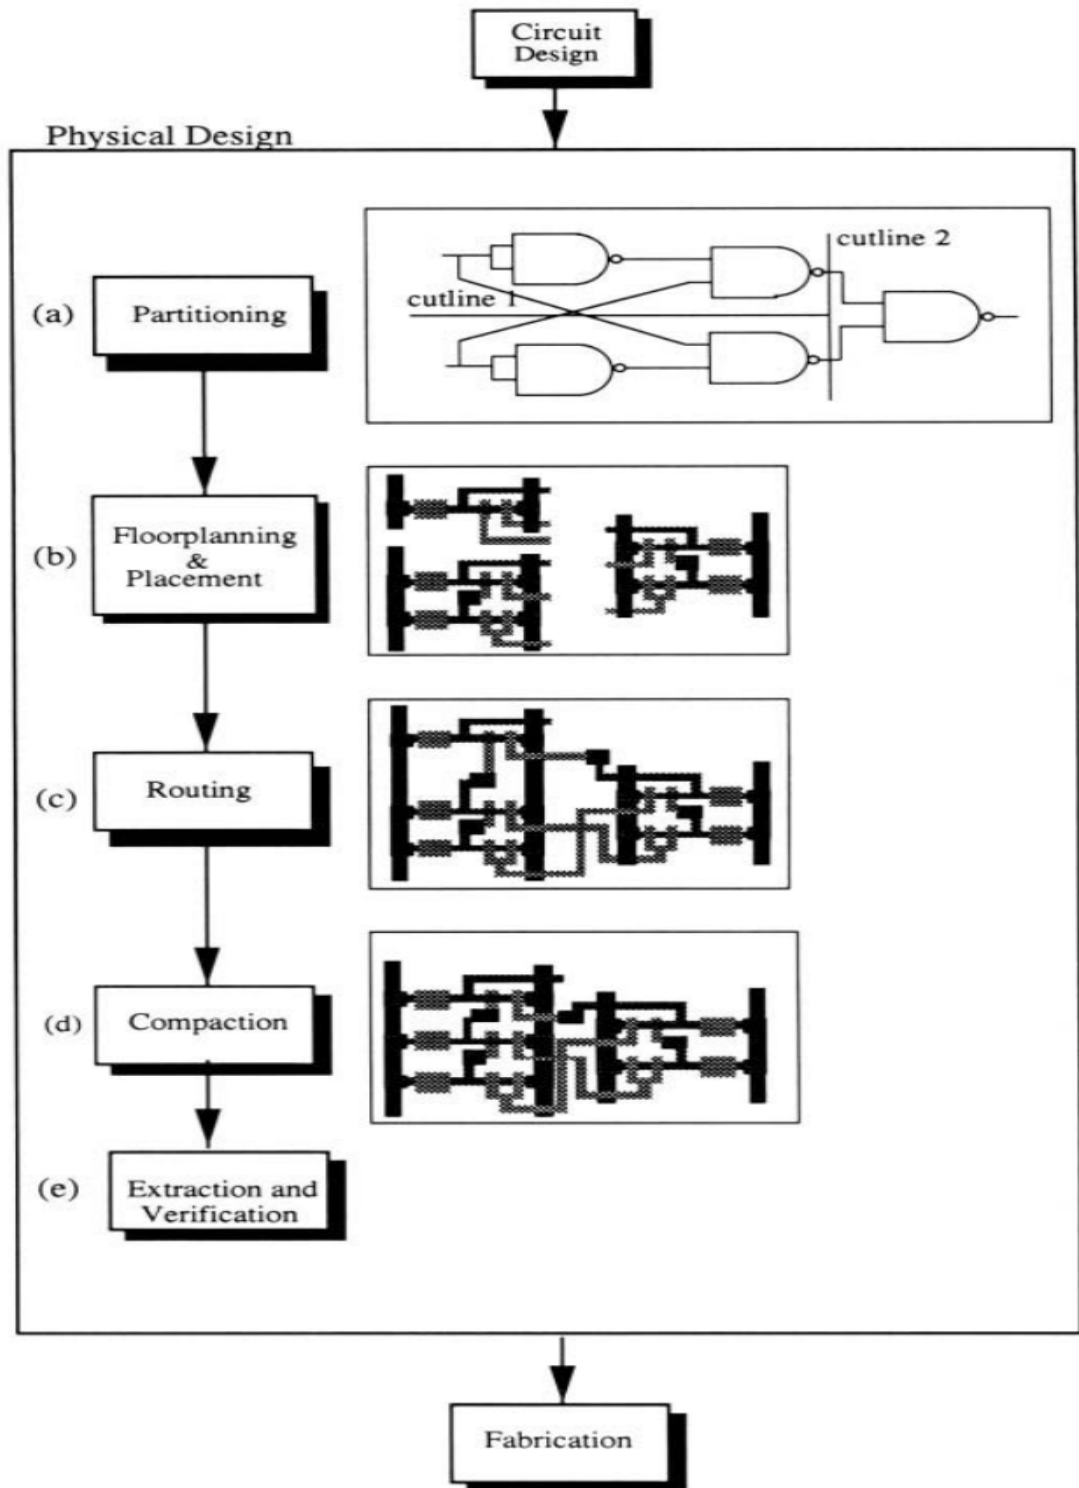 Circuit
Design
Physical Design
(a)
Partitioning
cutline 1
cutline 2
(b)
Floorplanning
&
Placement
(c)
Routing
(d)
Compaction
(e)
Extraction and
Verification
Fabrication